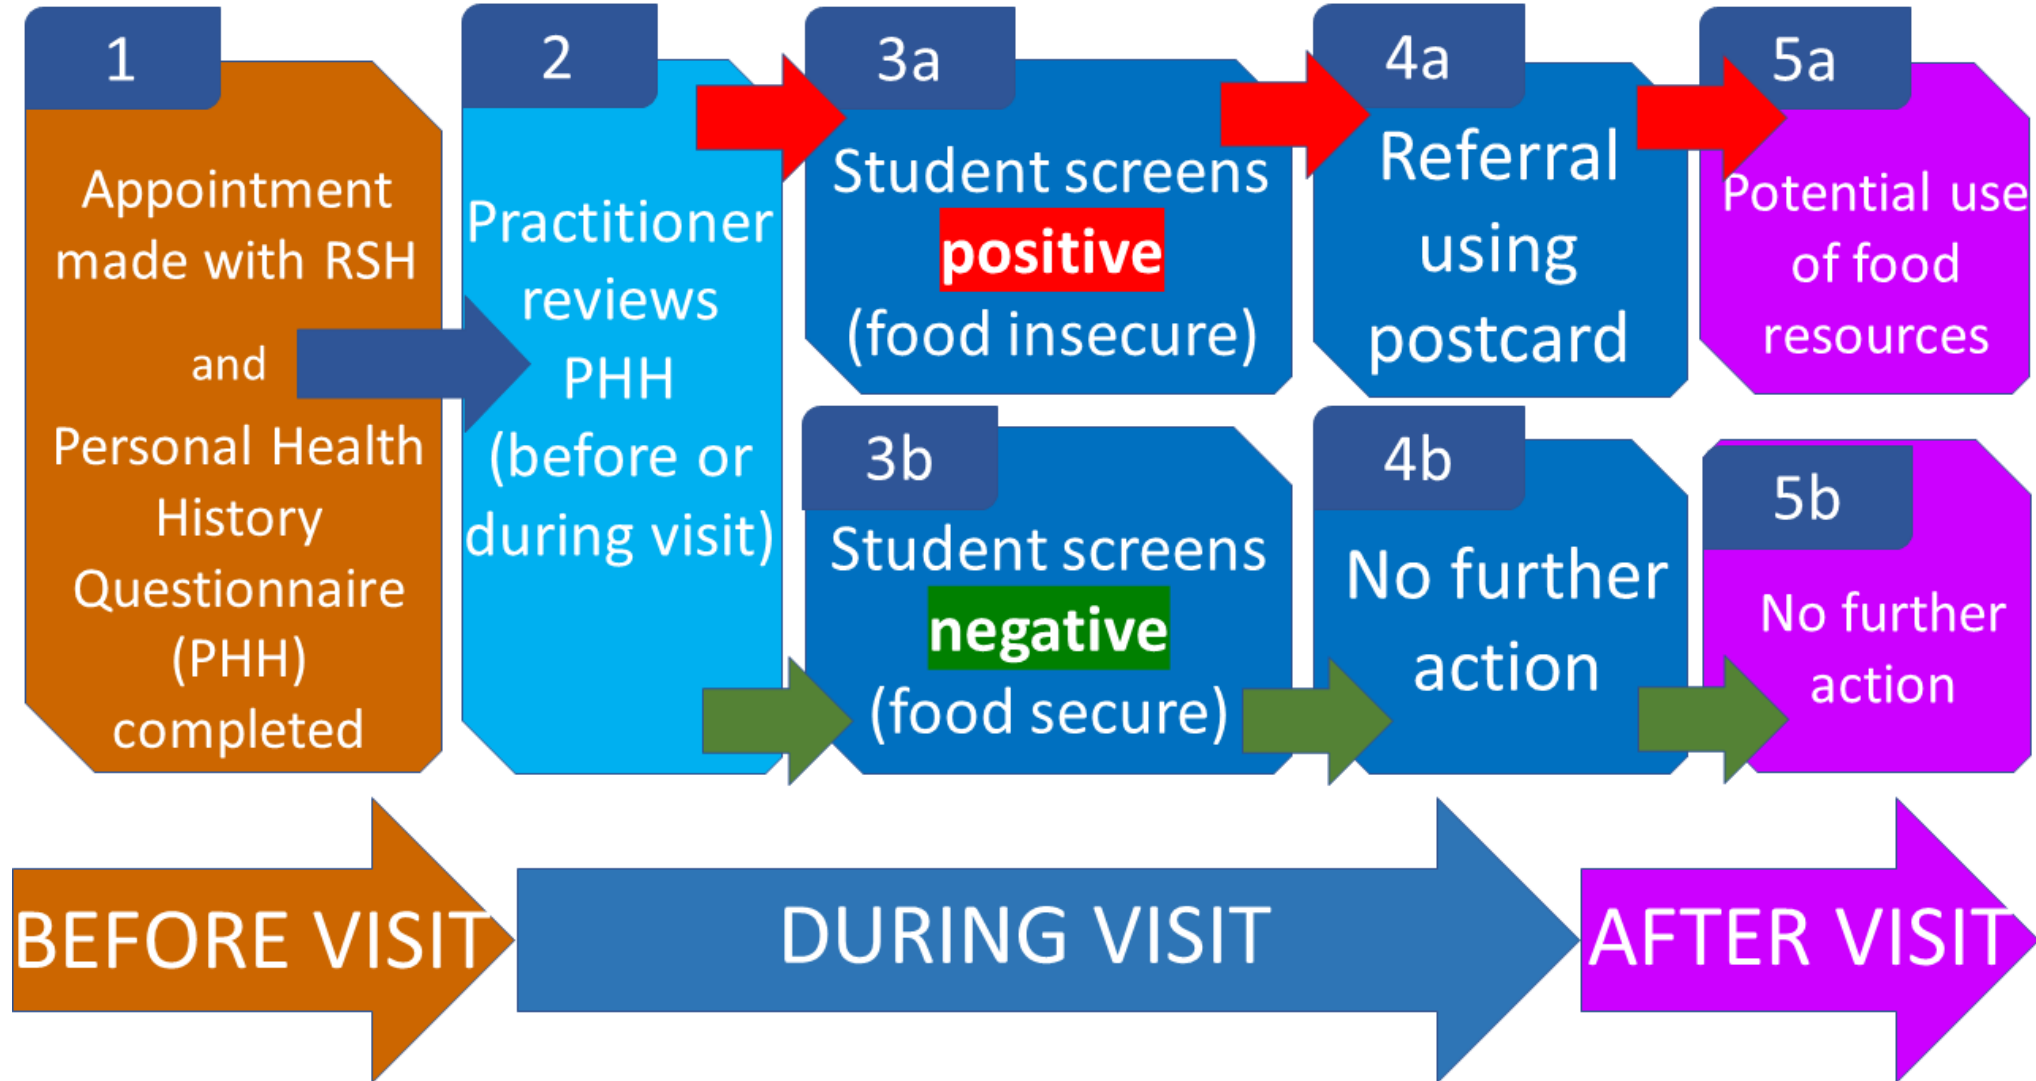 1
Appointment
made with RSH
and
Personal Health
History
Questionnaire
(PHH)
completed
2
Practitioner
reviews
PHH
(before or
during visit)
3a
Student screens
positive
(food insecure)
4a
Referral
using
postcard
5a
Potential use
of food
resources
3b
Student screens
negative
(food secure)
4b
No further
action
5b
No further
action
BEFORE VISIT
DURING VISIT
AFTER VISIT